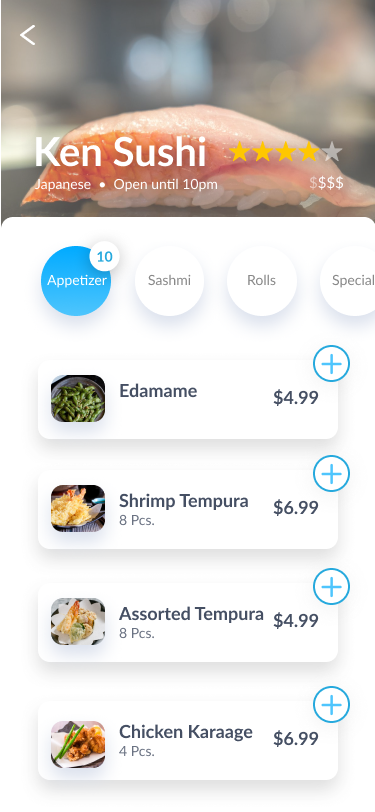 Ken Sushi
Japanese • Open until 10pm
$$$$
10
Appetizer
Sashmi
Rolls
Special
Edamame
$4.99
Shrimp Tempura
8 Pcs.
$6.99
Assorted Tempura
8 Pcs.
$4.99
Chicken Karaage
4 Pcs.
$6.99